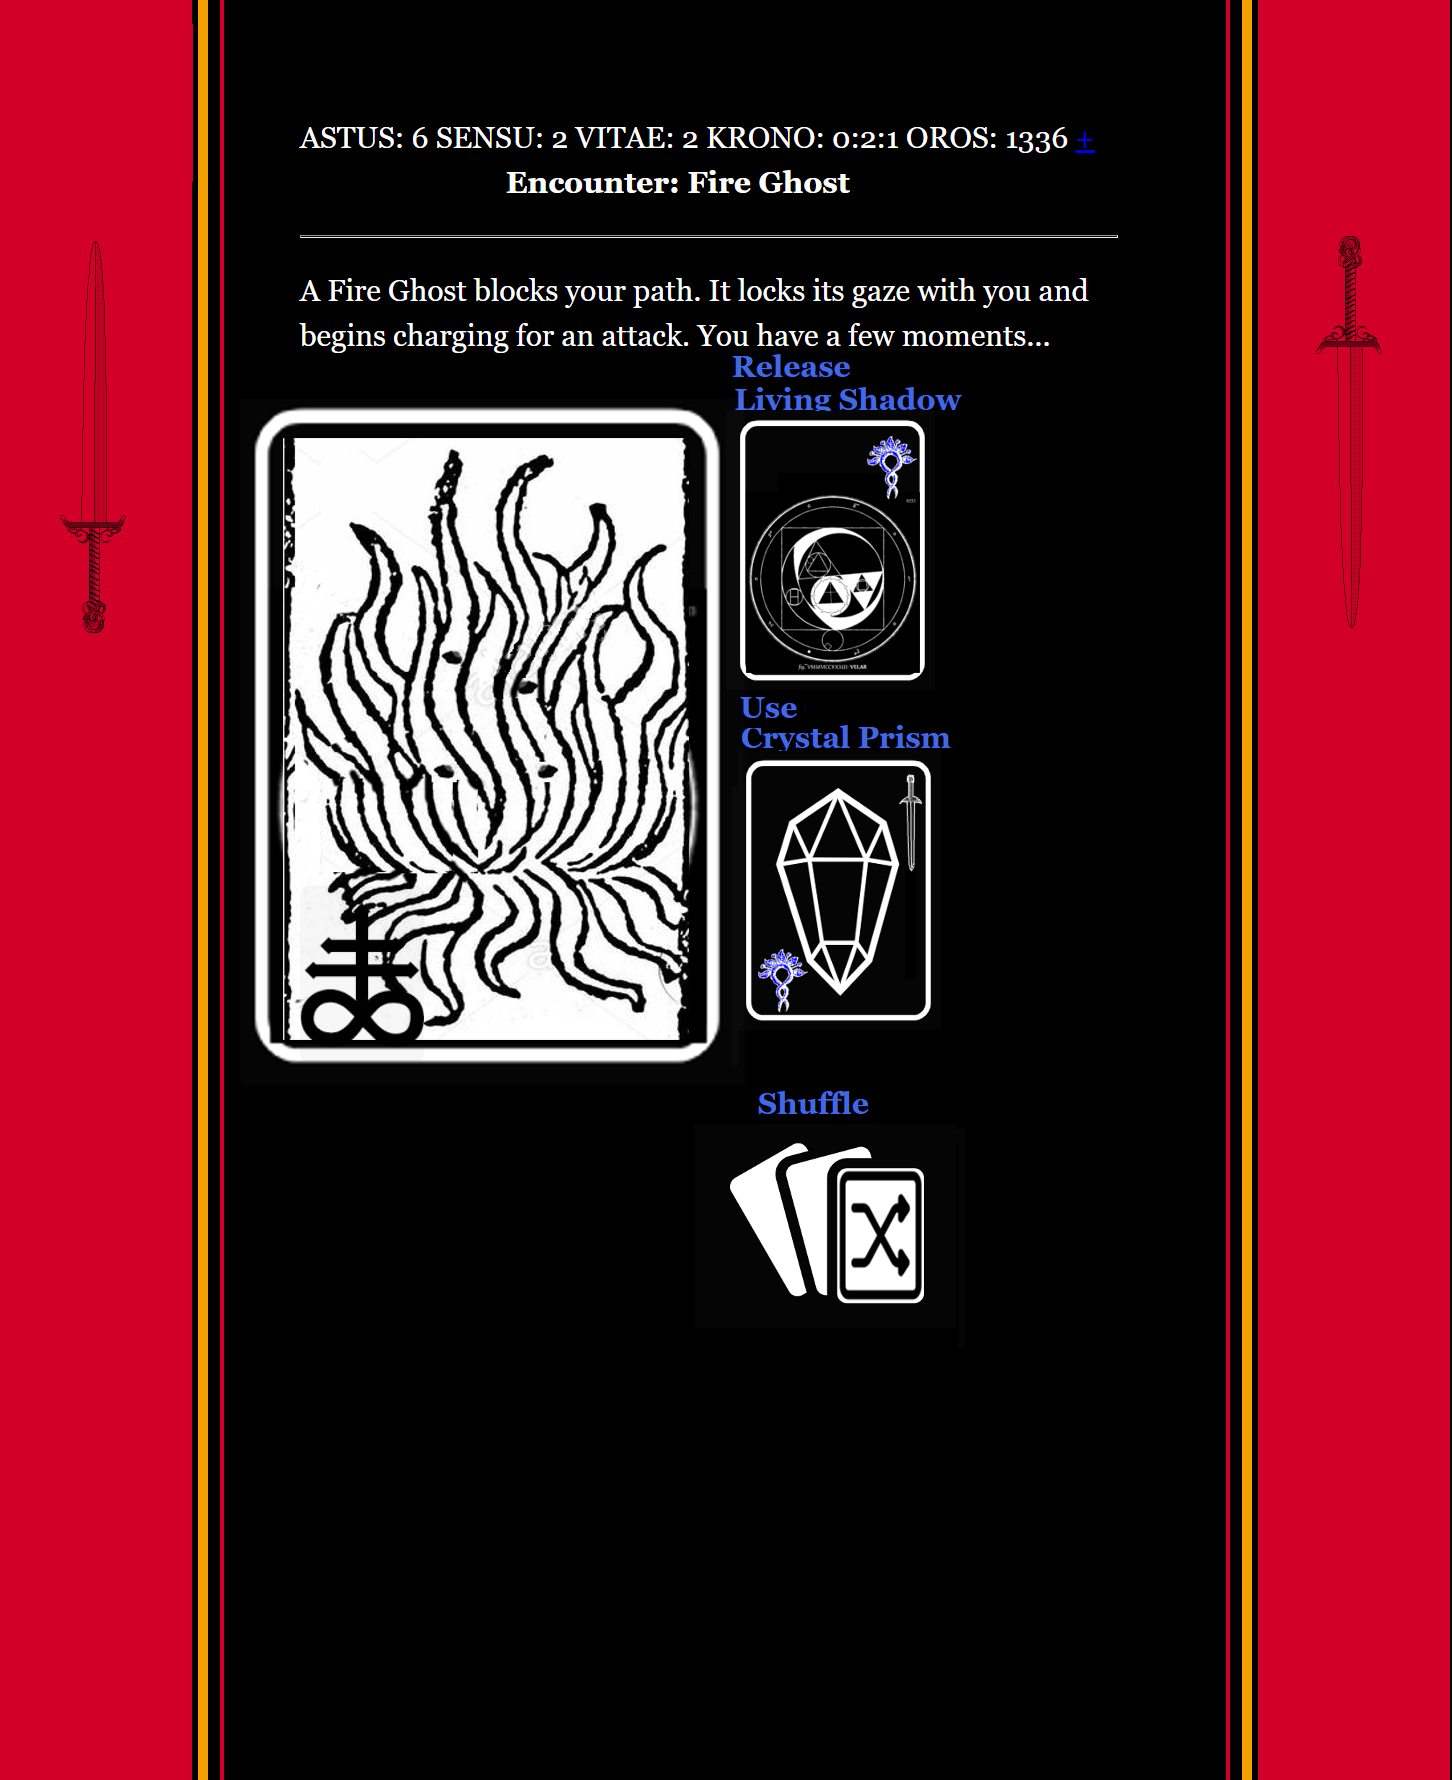 ASTUS: 6 SENSU: 2 VITAE: 2 KRONO: 0:2:1 OROS: 1336 +
Encounter: Fire Ghost
A Fire Ghost blocks your path. It locks its gaze with you and
begins charging for an attack. You have a few moments...
Release
Living Shadow
Use
Crystal Prism
Shuffle